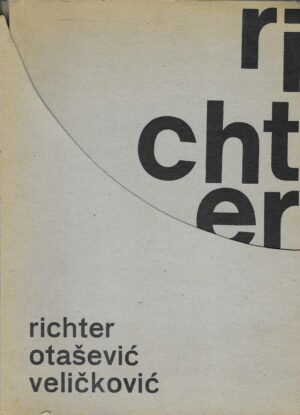 ri
cht
er
richter
otašević
veličković